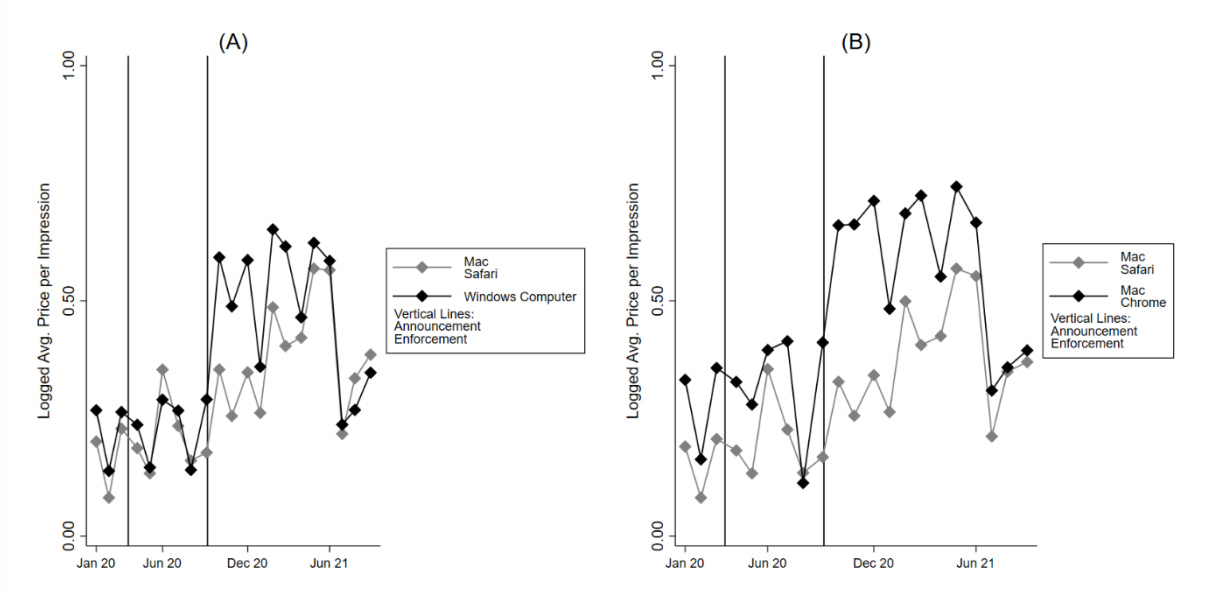 (A)
Logged Avg. Price per Impression
1.00
0.50
0.00
Jan 20
Jun 20
Dec 20
Jun 21
Mac
Safari
Windows Computer
Vertical Lines:
Announcement
Enforcement
(B)
Logged Avg. Price per Impression
1.00
0.50
0.00
Jan 20
Jun 20
Dec 20
Jun 21
Mac
Safari
Mac
Chrome
Vertical Lines:
Announcement
Enforcement